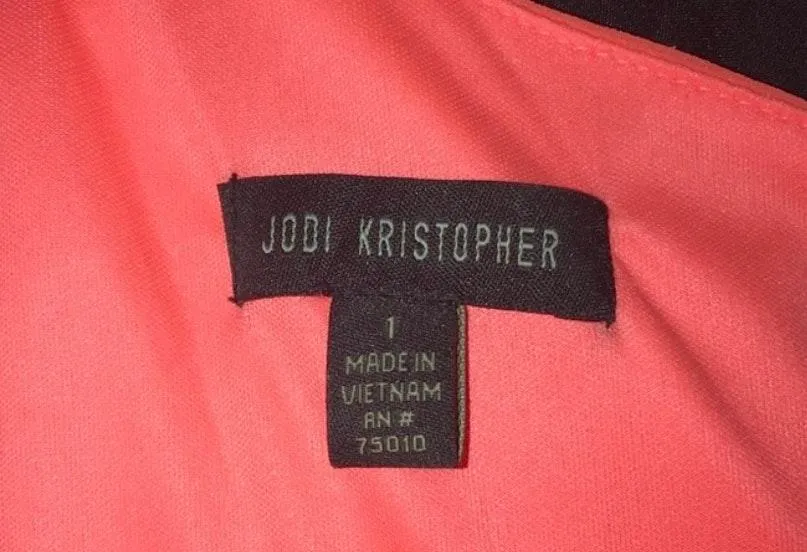 JODI KRISTOPHER
1
MADE IN
VIETNAM
RN #
75010